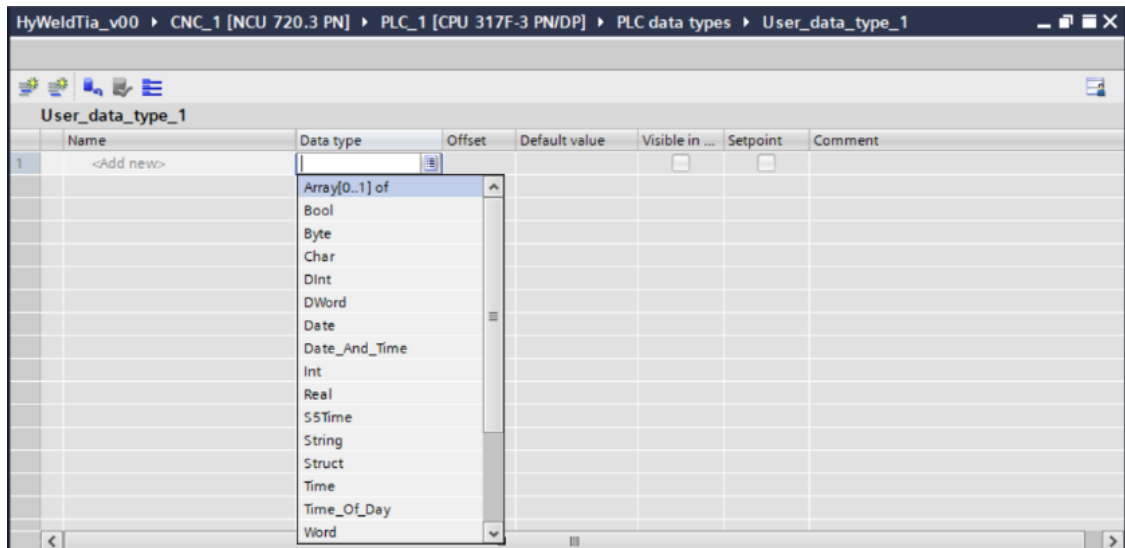 HyWeldTia_v00 ▸ CNC_1 [NCU 720.3 PN] ▸ PLC_1 [CPU 317F-3 PN/DP] ▸ PLC data types ▸ User_data_type_1
User_data_type_1
Name Data type Offset Default value Visible in ... Setpoint Comment
1 <Add new>
Array[0..1] of
Bool
Byte
Char
DInt
DWord
Date
Date_And_Time
Int
Real
S5Time
String
Struct
Time
Time_Of_Day
Word